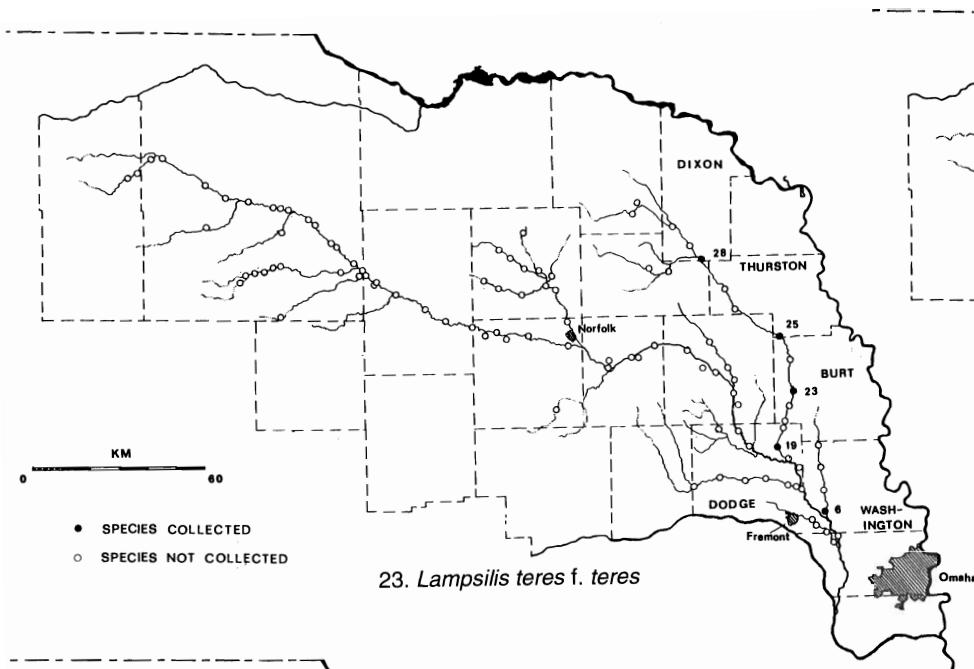 DIXON
28
THURSTON
Norfolk
25
BURT
23
KM
19
0 60
6
DODGE
WASH-
INGTON
SPECIES COLLECTED
SPECIES NOT COLLECTED
Fremont
23. Lampsilis teres f. teres
Omaha